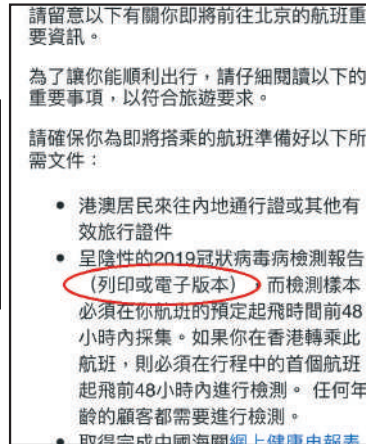 請留意以下有關你即將前往北京的航班重
要資訊。
為了讓你能順利出行，請仔細閱讀以下的
重要事項，以符合旅遊要求。
請確保你為即將搭乘的航班準備好以下所
需文件：
• 港澳居民來往內地通行證或其他有
效旅行證件
• 呈陰性的2019冠狀病毒病檢測報告
（列印或電子版本），而檢測樣本
必須在你航班的預定起飛時間前48
小時內採集。如果你在香港轉乘此
航班，則必須在行程中的首個航班
起飛前48小時內進行檢測。 任何年
齡的顧客都需要進行檢測。
• 取得完成中國海關網上健康申報表